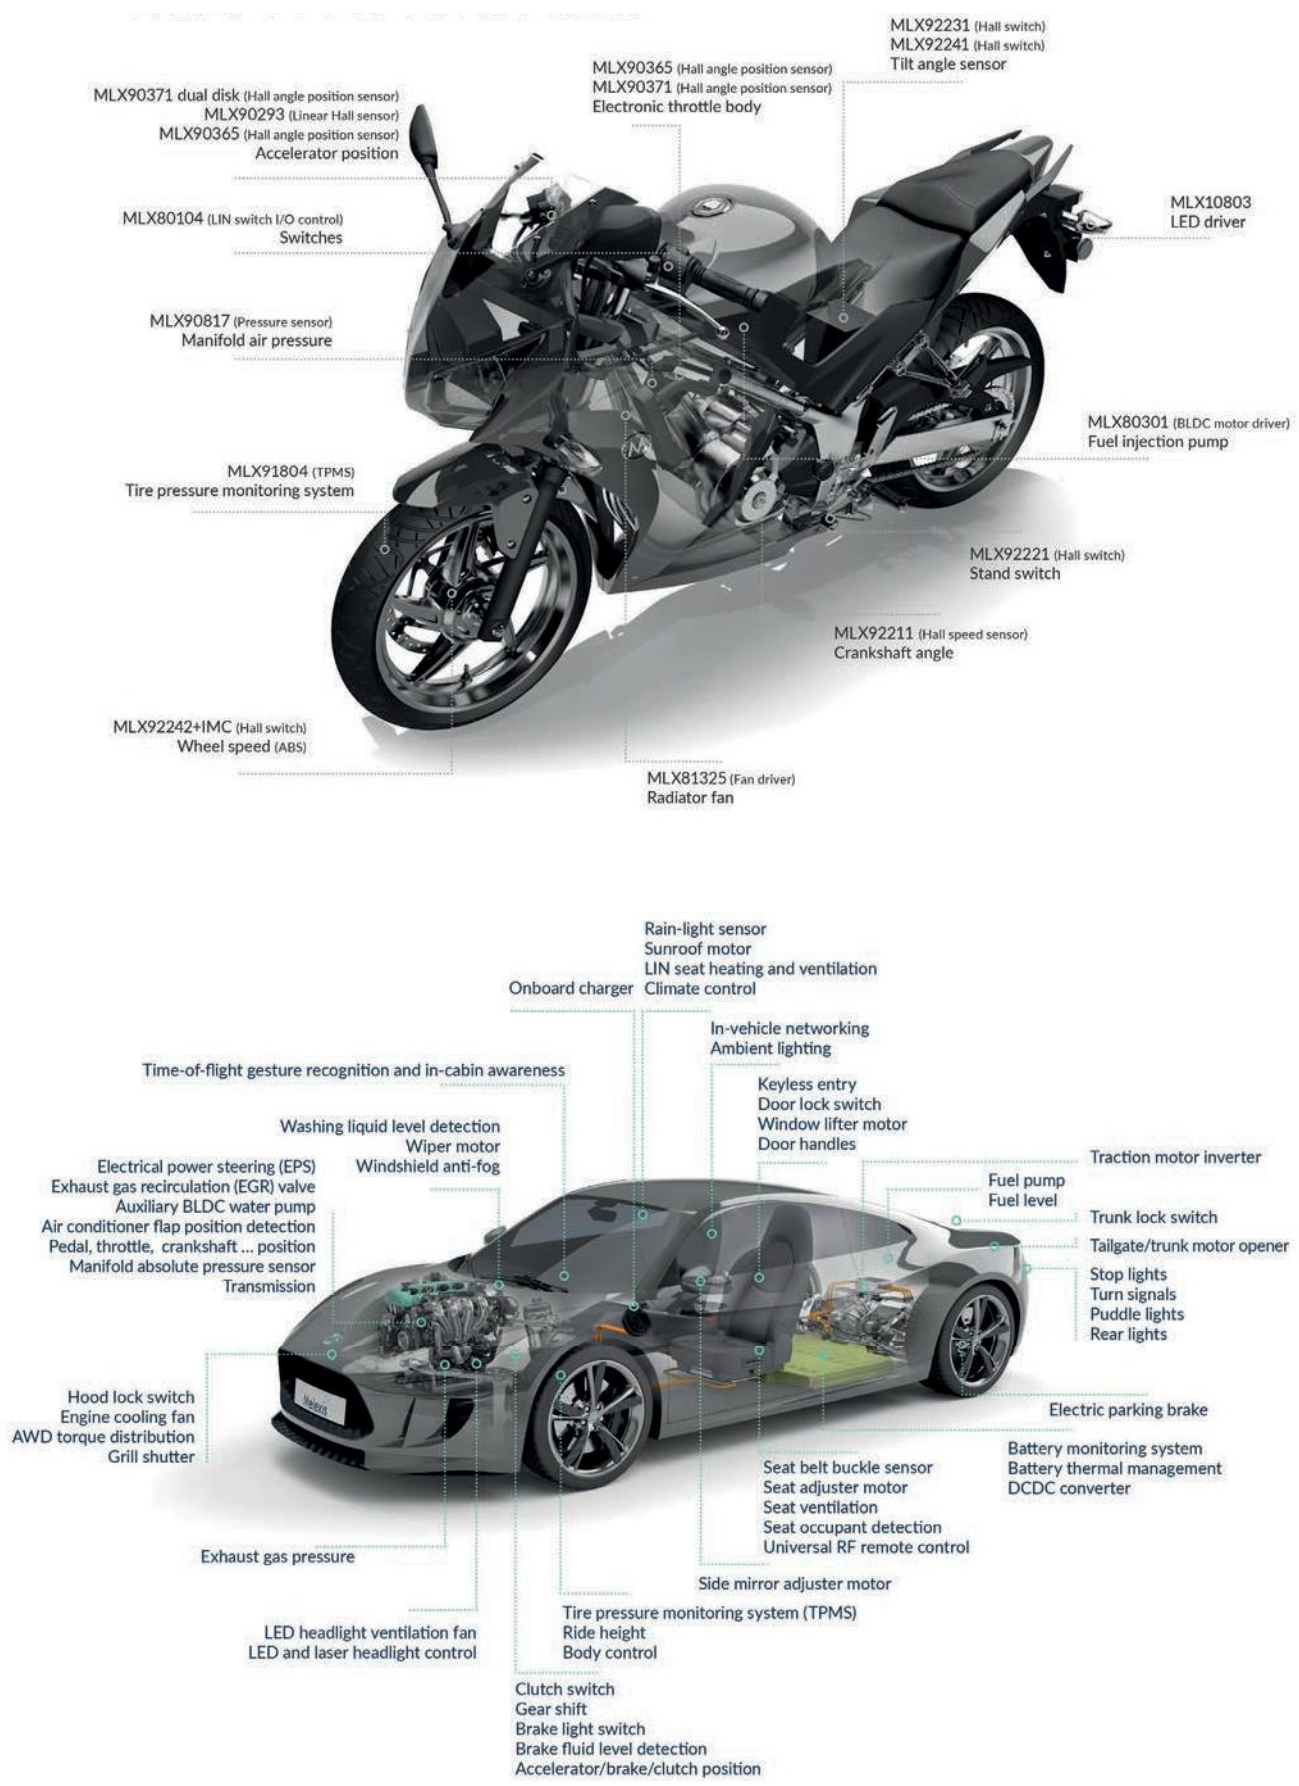 MLX92231 (Hall switch)
MLX92241 (Hall switch)
Tilt angle sensor
MLX90365 (Hall angle position sensor)
MLX90371 (Hall angle position sensor)
Electronic throttle body
MLX90371 dual disk (Hall angle position sensor)
MLX90293 (Linear Hall sensor)
MLX90365 (Hall angle position sensor)
Accelerator position
MLX80104 (LIN switch I/O control)
Switches
MLX10803
LED driver
MLX90817 (Pressure sensor)
Manifold air pressure
MLX80301 (BLDC motor driver)
Fuel injection pump
MLX91804 (TPMS)
Tire pressure monitoring system
MLX92221 (Hall switch)
Stand switch
MLX92211 (Hall speed sensor)
Crankshaft angle
MLX92242+IMC (Hall switch)
Wheel speed (ABS)
MLX81325 (Fan driver)
Radiator fan
Rain-light sensor
Sunroof motor
LIN seat heating and ventilation
Climate control
Onboard charger
In-vehicle networking
Ambient lighting
Time-of-flight gesture recognition and in-cabin awareness
Keyless entry
Door lock switch
Window lifter motor
Door handles
Washing liquid level detection
Wiper motor
Windshield anti-fog
Electrical power steering (EPS)
Exhaust gas recirculation (EGR) valve
Auxiliary BLDC water pump
Air conditioner flap position detection
Pedal, throttle, crankshaft ... position
Manifold absolute pressure sensor
Transmission
Traction motor inverter
Fuel pump
Fuel level
Trunk lock switch
Tailgate/trunk motor opener
Stop lights
Turn signals
Puddle lights
Rear lights
Hood lock switch
Engine cooling fan
AWD torque distribution
Grill shutter
Melexis
Electric parking brake
Battery monitoring system
Battery thermal management
DCDC converter
Seat belt buckle sensor
Seat adjuster motor
Seat ventilation
Seat occupant detection
Universal RF remote control
Exhaust gas pressure
Side mirror adjuster motor
LED headlight ventilation fan
LED and laser headlight control
Tire pressure monitoring system (TPMS)
Ride height
Body control
Clutch switch
Gear shift
Brake light switch
Brake fluid level detection
Accelerator/brake/clutch position